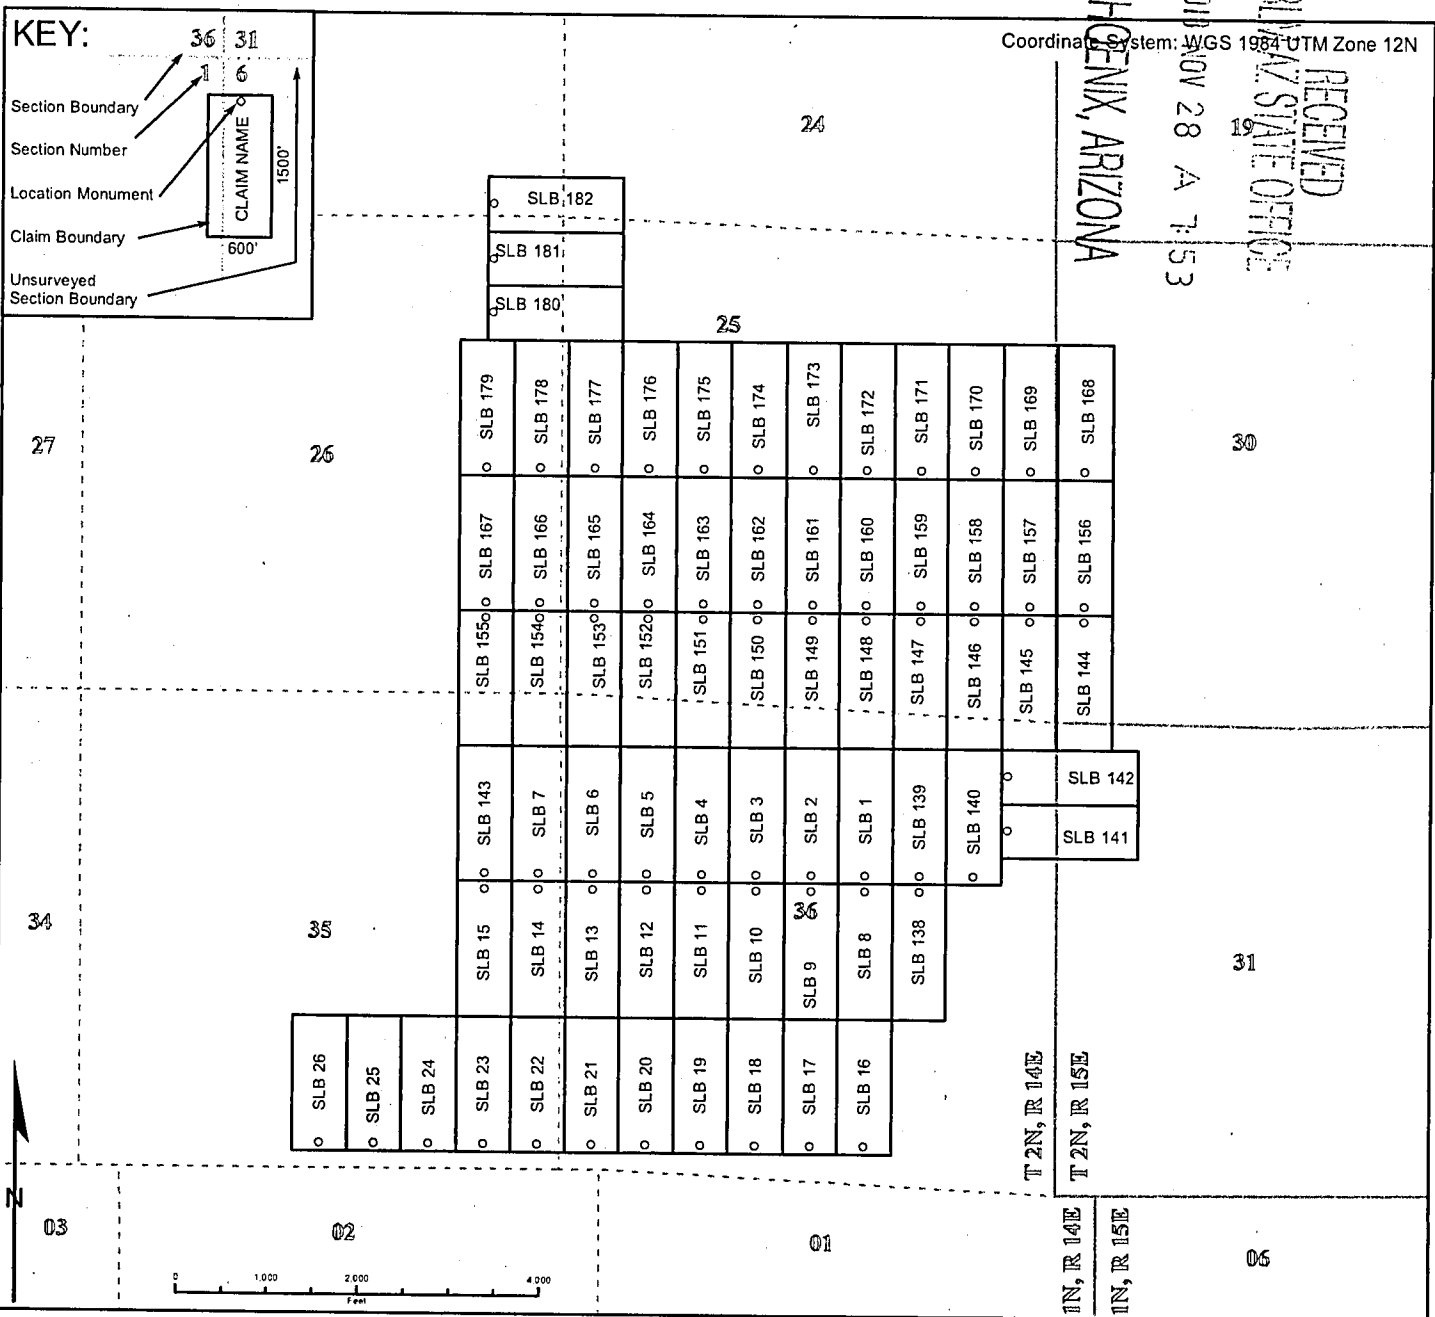 KEY:
36 31
1 6
Section Boundary
Section Number
Location Monument
Claim Boundary
Unsurveyed
Section Boundary
CLAIM NAME
1500'
600'
Coordinate System: WGS 1984 UTM Zone 12N
RECEIVED
AZ STATE OFFICE
NOV 28 A 7:53
PHOENIX, ARIZONA
24
19
SLB 182
SLB 181
SLB 180
25
27
26
30
SLB 179
SLB 178
SLB 177
SLB 176
SLB 175
SLB 174
SLB 173
SLB 172
SLB 171
SLB 170
SLB 169
SLB 168
SLB 167
SLB 166
SLB 165
SLB 164
SLB 163
SLB 162
SLB 161
SLB 160
SLB 159
SLB 158
SLB 157
SLB 156
SLB 155
SLB 154
SLB 153
SLB 152
SLB 151
SLB 150
SLB 149
SLB 148
SLB 147
SLB 146
SLB 145
SLB 144
SLB 143
SLB 7
SLB 6
SLB 5
SLB 4
SLB 3
SLB 2
SLB 1
SLB 139
SLB 140
SLB 142
SLB 141
34
35
36
31
SLB 15
SLB 14
SLB 13
SLB 12
SLB 11
SLB 10
SLB 9
SLB 8
SLB 138
SLB 26
SLB 25
SLB 24
SLB 23
SLB 22
SLB 21
SLB 20
SLB 19
SLB 18
SLB 17
SLB 16
T 2N, R 14E
T 2N, R 15E
N
03
02
01
06
1N, R 14E
1N, R 15E
0 1,000 2,000 4,000
Feet